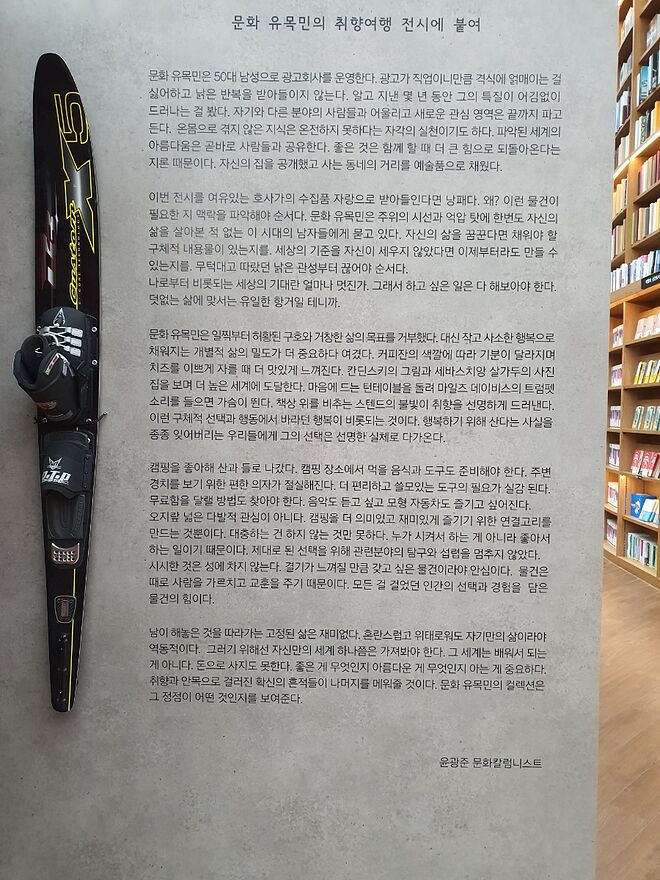 문화 유목민의 취향여행 전시에 붙여
문화 유목민은 50대 남성으로 광고회사를 운영한다. 광고가 직업이니만큼 격식에 얽매이는 걸
싫어하고 낡은 반복을 받아들이지 않는다. 알고 지낸 몇 년 동안 그의 특질이 어김없이
드러나는 걸 봤다. 자기와 다른 분야의 사람들과 어울리고 새로운 관심 영역은 끝까지 파고
든다. 온몸으로 겪지 않은 지식은 온전하지 못하다는 자각의 실천이기도 하다. 파악된 세계의
아름다움은 곧바로 사람들과 공유한다. 좋은 것은 함께 할 때 더 큰 힘으로 되돌아온다는
지론 때문이다. 자신의 집을 공개했고 사는 동네의 거리를 예술품으로 채웠다.
이번 전시를 여유있는 호사가의 수집품 자랑으로 받아들인다면 낭패다. 왜? 이런 물건이
필요한 지 맥락을 파악해야 순서다. 문화 유목민은 주위의 시선과 억압 탓에 한번도 자신의
삶을 살아본 적 없는 이 시대의 남자들에게 묻고 있다. 자신의 삶을 꿈꾼다면 채워야 할
구체적 내용물이 있는지를. 세상의 기준을 자신이 세우지 않았다면 이제부터라도 만들 수
있는지를. 무턱대고 따랐던 낡은 관성부터 끊어야 순서다.
나로부터 비롯되는 세상의 기대란 얼마나 멋진가. 그래서 하고 싶은 일은 다 해보아야 한다.
덧없는 삶에 맞서는 유일한 항거일 테니까.
문화 유목민은 일찍부터 허황된 구호와 거창한 삶의 목표를 거부했다. 대신 작고 사소한 행복으로
채워지는 개별적 삶의 밀도가 더 중요하다 여겼다. 커피잔의 색깔에 따라 기분이 달라지며
치즈를 이쁘게 자를 때 더 맛있게 느껴진다. 칸딘스키의 그림과 세바스치앙 살가두의 사진
집을 보며 더 높은 세계에 도달한다. 마음에 드는 턴테이블을 돌려 마일즈 데이비스의 트럼펫
소리를 들으면 가슴이 뛴다. 책상 위를 비추는 스텐드의 불빛이 취향을 선명하게 드러낸다.
이런 구체적 선택과 행동에서 바라던 행복이 비롯되는 것이다. 행복하기 위해 산다는 사실을
종종 잊어버리는 우리들에게 그의 선택은 선명한 실체로 다가온다.
캠핑을 좋아해 산과 들로 나갔다. 캠핑 장소에서 먹을 음식과 도구도 준비해야 한다. 주변
경치를 보기 위한 편한 의자가 절실해진다. 더 편리하고 쓸모있는 도구의 필요가 실감 된다.
무료함을 달랠 방법도 찾아야 한다. 음악도 듣고 싶고 모형 자동차도 즐기고 싶어진다.
오지랖 넓은 다발적 관심이 아니다. 캠핑을 더 의미있고 재미있게 즐기기 위한 연결고리를
만드는 것뿐이다. 대충하는 건 하지 않는 것만 못하다. 누가 시켜서 하는 게 아니라 좋아서
하는 일이기 때문이다. 제대로 된 선택을 위해 관련분야의 탐구와 섭렵을 멈추지 않았다.
시시한 것은 성에 차지 않는다. 결기가 느껴질 만큼 갖고 싶은 물건이라야 안심이다. 물건은
때로 사람을 가르치고 교훈을 주기 때문이다. 모든 걸 걸었던 인간의 선택과 경험을 담은
물건의 힘이다.
남이 해놓은 것을 따라가는 고정된 삶은 재미없다. 혼란스럽고 위태로워도 자기만의 삶이라야
역동적이다. 그러기 위해선 자신만의 세계 하나쯤은 가져봐야 한다. 그 세계는 배워서 되는
게 아니다. 돈으로 사지도 못한다. 좋은 게 무엇인지 아름다운 게 무엇인지 아는 게 중요하다.
취향과 안목으로 걸러진 확신의 흔적들이 나머지를 메워줄 것이다. 문화 유목민의 컬렉션은
그 정점이 어떤 것인지를 보여준다.
윤광준 문화칼럼니스트